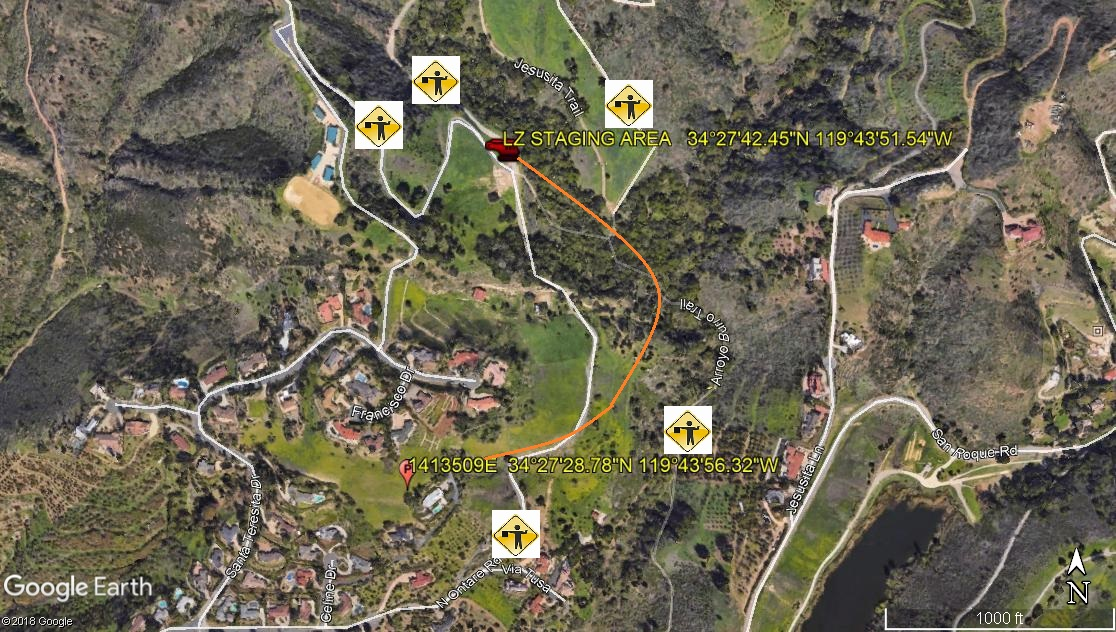 Jesusita Trail
LZ STAGING AREA 34°27'42.45"N 119°43'51.54"W
Arroyo Burro Trail
Francisco Dr
San Roque Rd
Jesusita Ln
1413509E 34°27'28.78"N 119°43'56.32"W
Santa Teresita Dr
Celine Dr
N Ontare Rd
Via Tusa
Google Earth
©2018 Google
N
1000 ft